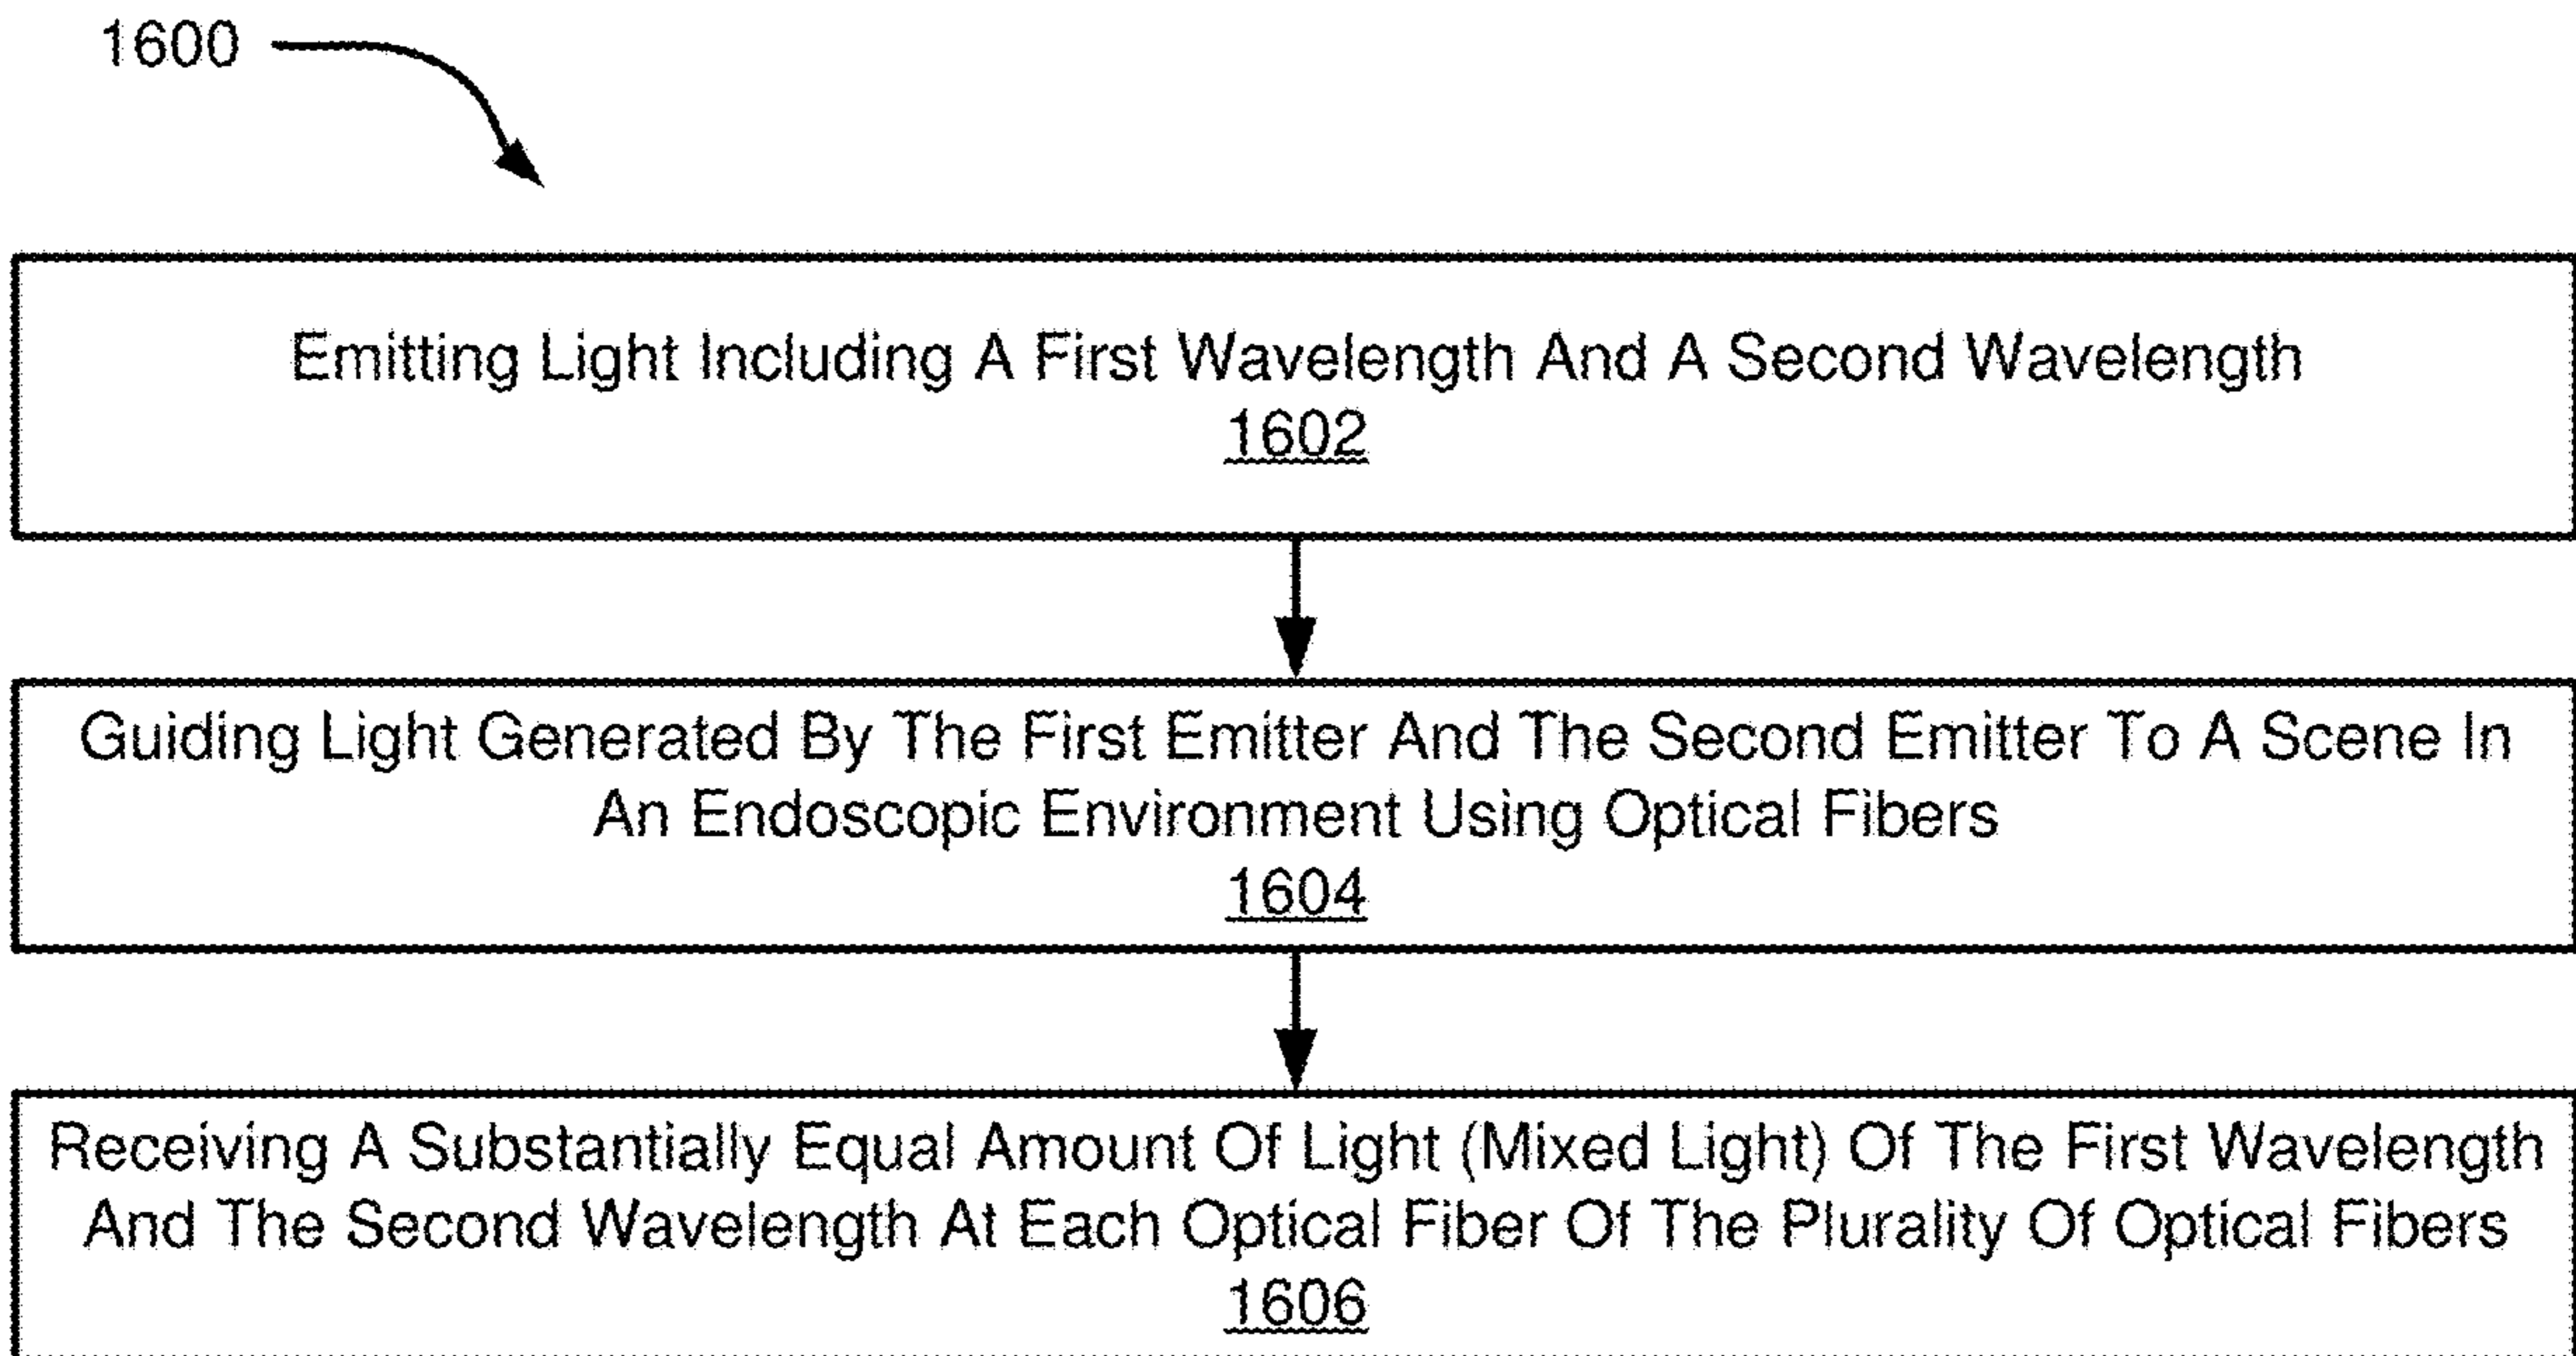 1600
Emitting Light Including A First Wavelength And A Second Wavelength
1602
Guiding Light Generated By The First Emitter And The Second Emitter To A Scene In
An Endoscopic Environment Using Optical Fibers
1604
Receiving A Substantially Equal Amount Of Light (Mixed Light) Of The First Wavelength
And The Second Wavelength At Each Optical Fiber Of The Plurality Of Optical Fibers
1606